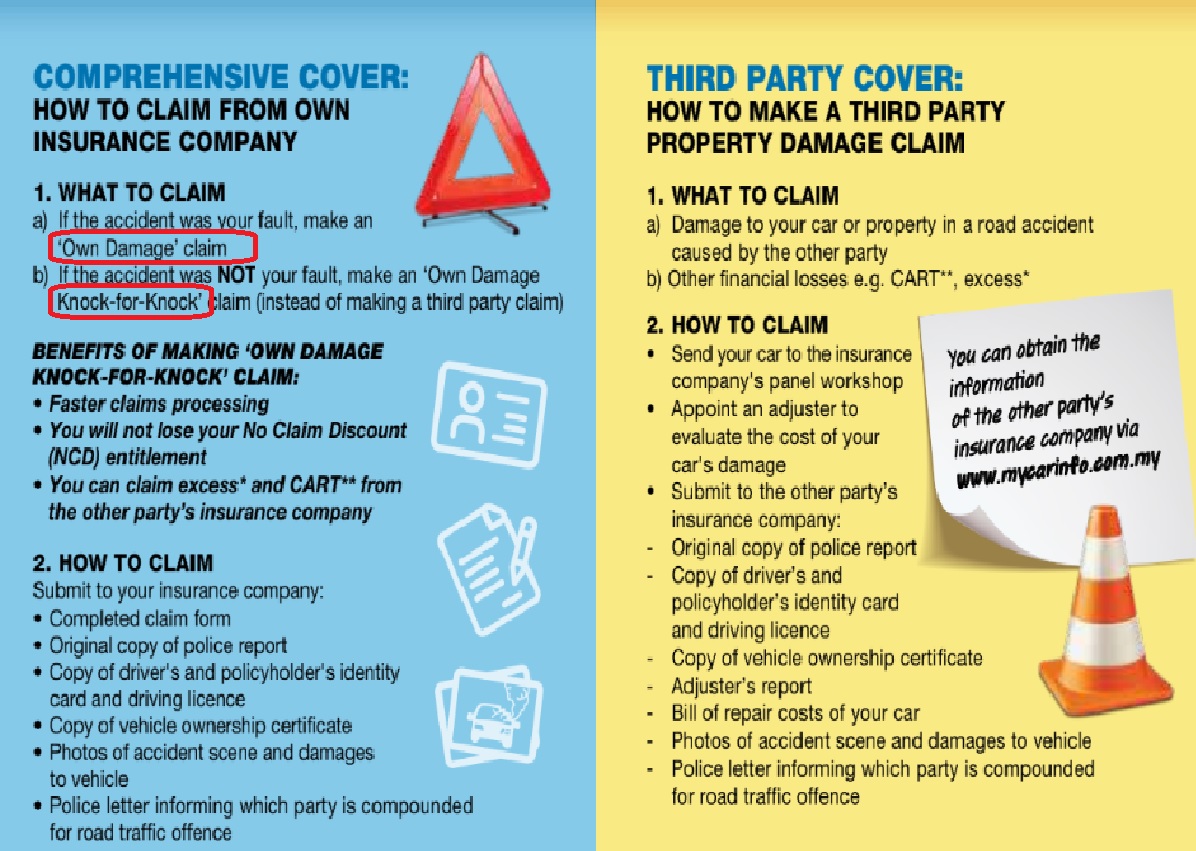 COMPREHENSIVE COVER:
HOW TO CLAIM FROM OWN
INSURANCE COMPANY
1. WHAT TO CLAIM
a) If the accident was your fault, make an
'Own Damage' claim
b) If the accident was NOT your fault, make an 'Own Damage
Knock-for-Knock' claim (instead of making a third party claim)
BENEFITS OF MAKING 'OWN DAMAGE
KNOCK-FOR-KNOCK' CLAIM:
• Faster claims processing
• You will not lose your No Claim Discount
(NCD) entitlement
• You can claim excess* and CART** from
the other party's insurance company
2. HOW TO CLAIM
Submit to your insurance company:
• Completed claim form
• Original copy of police report
• Copy of driver's and policyholder's identity
card and driving licence
• Copy of vehicle ownership certificate
• Photos of accident scene and damages
to vehicle
• Police letter informing which party is compounded
for road traffic offence
THIRD PARTY COVER:
HOW TO MAKE A THIRD PARTY
PROPERTY DAMAGE CLAIM
1. WHAT TO CLAIM
a) Damage to your car or property in a road accident
caused by the other party
b) Other financial losses e.g. CART**, excess*
2. HOW TO CLAIM
• Send your car to the insurance
company's panel workshop
• Appoint an adjuster to
evaluate the cost of your
car's damage
• Submit to the other party's
insurance company:
- Original copy of police report
- Copy of driver's and
policyholder's identity card
and driving licence
- Copy of vehicle ownership certificate
- Adjuster's report
- Bill of repair costs of your car
- Photos of accident scene and damages to vehicle
- Police letter informing which party is compounded
for road traffic offence
You can obtain the
information
of the other party's
insurance company via
www.mycarinfo.com.my